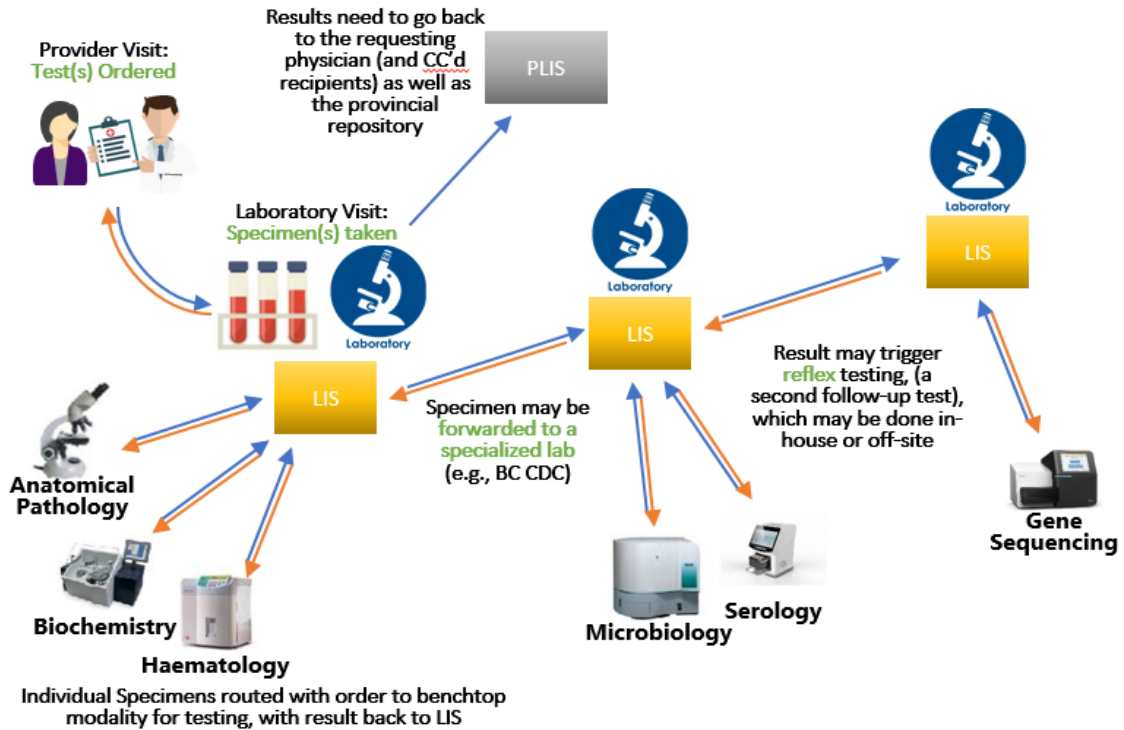 Provider Visit:
Test(s) Ordered
Results need to go back
to the requesting
physician (and CC'd
recipients) as well as
the provincial
repository
PLIS
Laboratory Visit:
Specimen(s) taken
Laboratory
LIS
Laboratory
LIS
Laboratory
LIS
Specimen may be
forwarded to a
specialized lab
(e.g., BC CDC)
Result may trigger
reflex testing, (a
second follow-up test),
which may be done in-
house or off-site
Anatomical
Pathology
Biochemistry
Haematology
Microbiology
Serology
Gene
Sequencing
Individual Specimens routed with order to benchtop
modality for testing, with result back to LIS